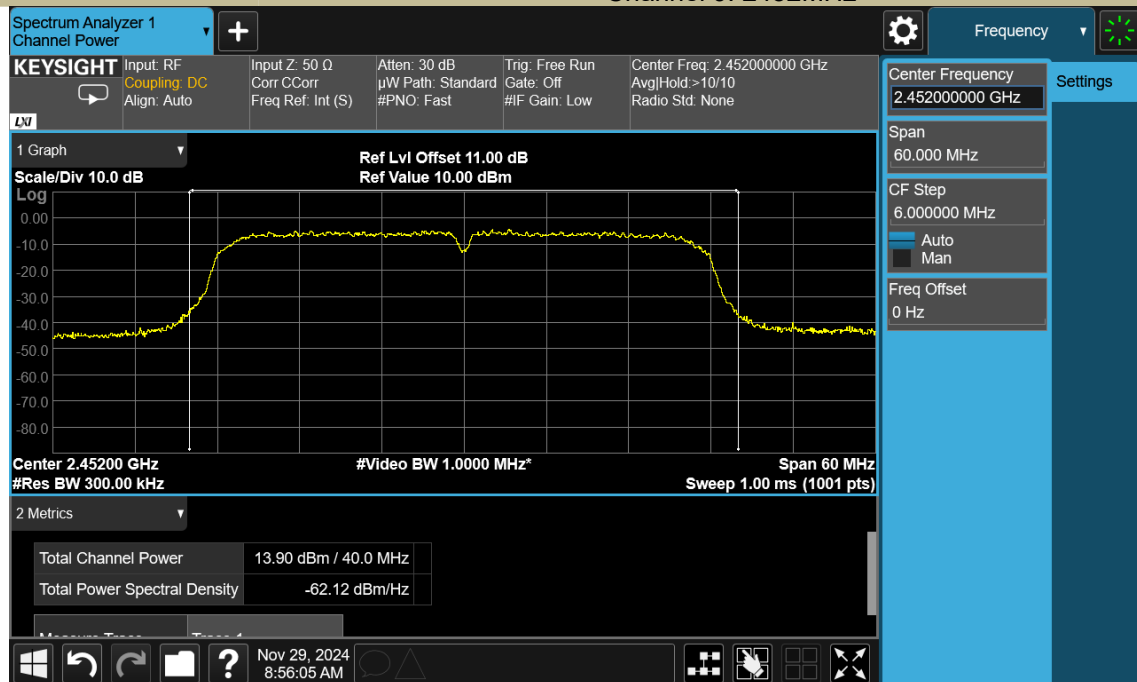 Spectrum Analyzer 1
Channel Power
+
Frequency
KEYSIGHT
Input: RF
Coupling: DC
Align: Auto
Input Z: 50 Ω
Corr CCorr
Freq Ref: Int (S)
Atten: 30 dB
µW Path: Standard
#PNO: Fast
Trig: Free Run
Gate: Off
#IF Gain: Low
Center Freq: 2.452000000 GHz
Avg|Hold:>10/10
Radio Std: None
LXI
Center Frequency
2.452000000 GHz
Settings
Span
60.000 MHz
CF Step
6.000000 MHz
Auto
Man
Freq Offset
0 Hz
1 Graph
Scale/Div 10.0 dB
Ref Lvl Offset 11.00 dB
Ref Value 10.00 dBm
Log
0.00
-10.0
-20.0
-30.0
-40.0
-50.0
-60.0
-70.0
-80.0
Center 2.45200 GHz
#Video BW 1.0000 MHz*
Span 60 MHz
#Res BW 300.00 kHz
Sweep 1.00 ms (1001 pts)
2 Metrics
Total Channel Power 13.90 dBm / 40.0 MHz
Total Power Spectral Density -62.12 dBm/Hz
?
Nov 29, 2024
8:56:05 AM